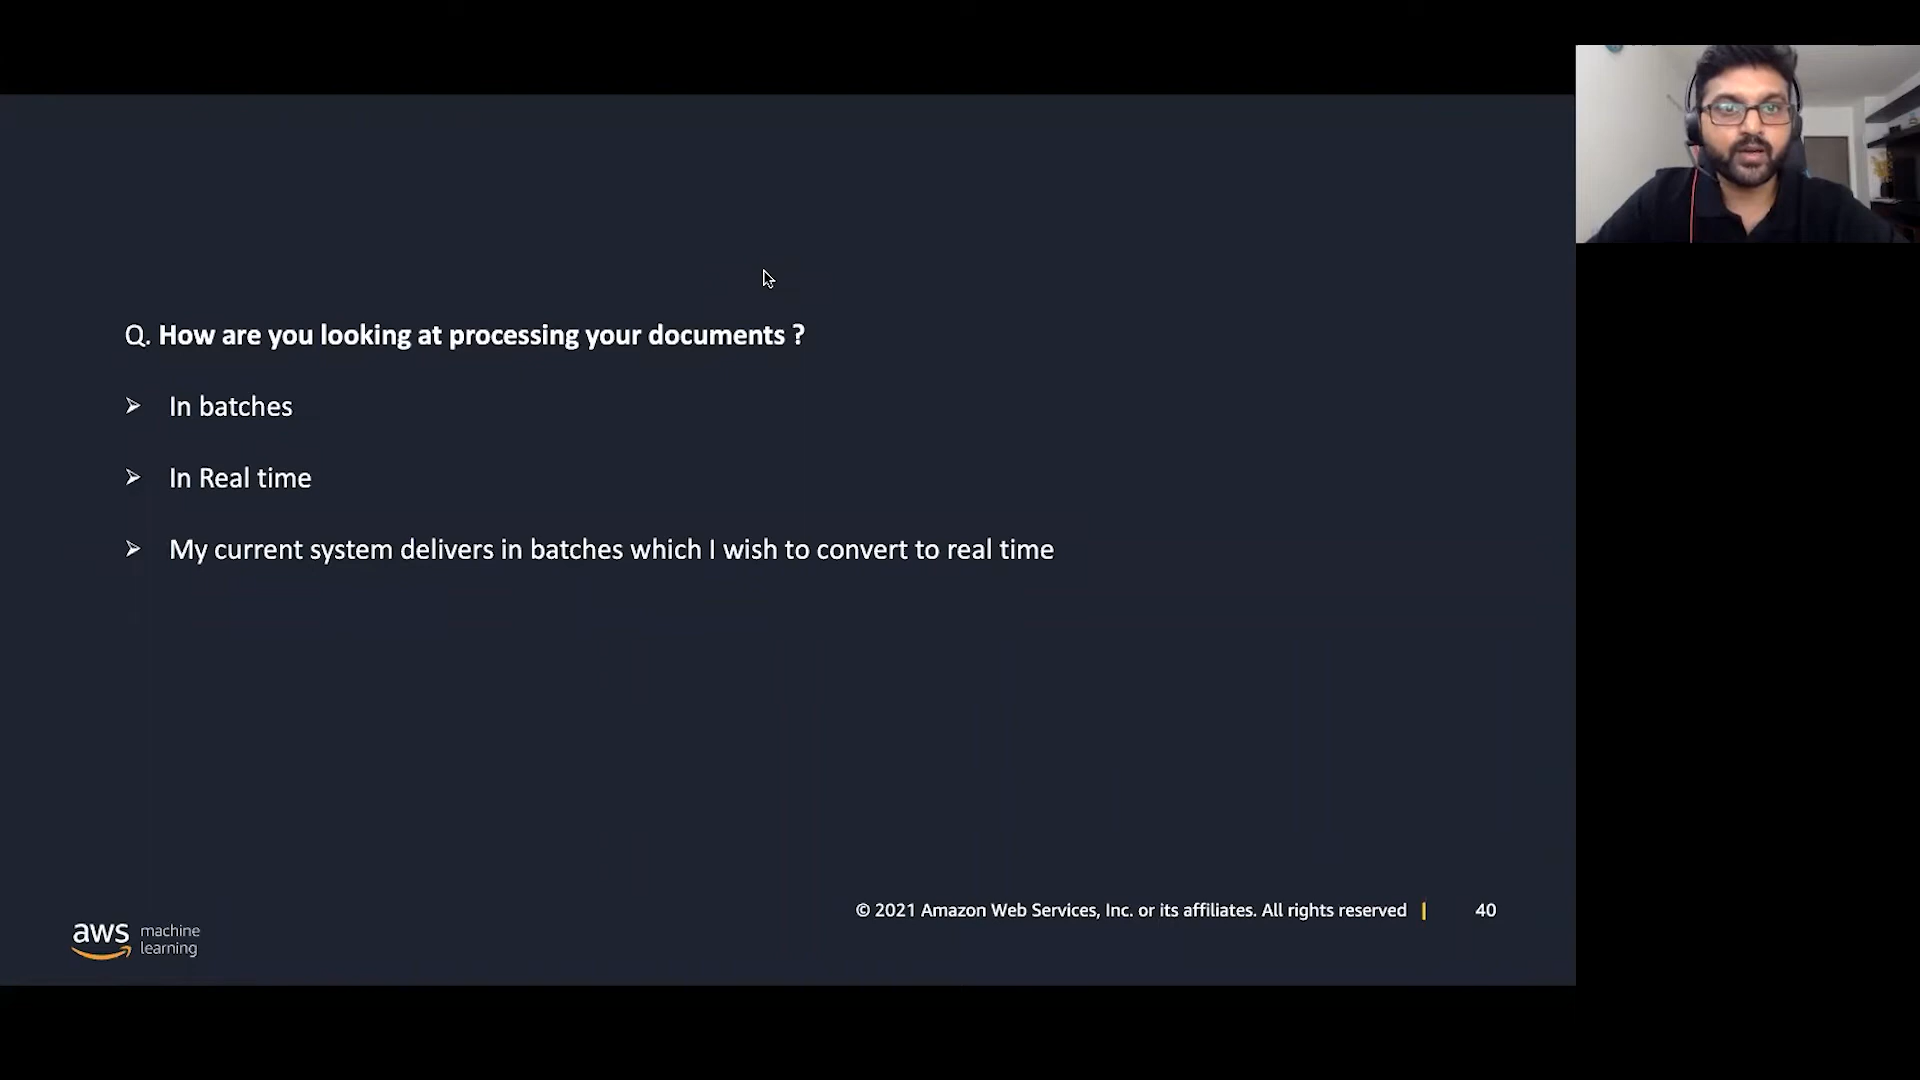 Q. How are you looking at processing your documents ?
➢ In batches
➢ In Real time
➢ My current system delivers in batches which I wish to convert to real time
© 2021 Amazon Web Services, Inc. or its affiliates. All rights reserved | 40
aws machine
learning